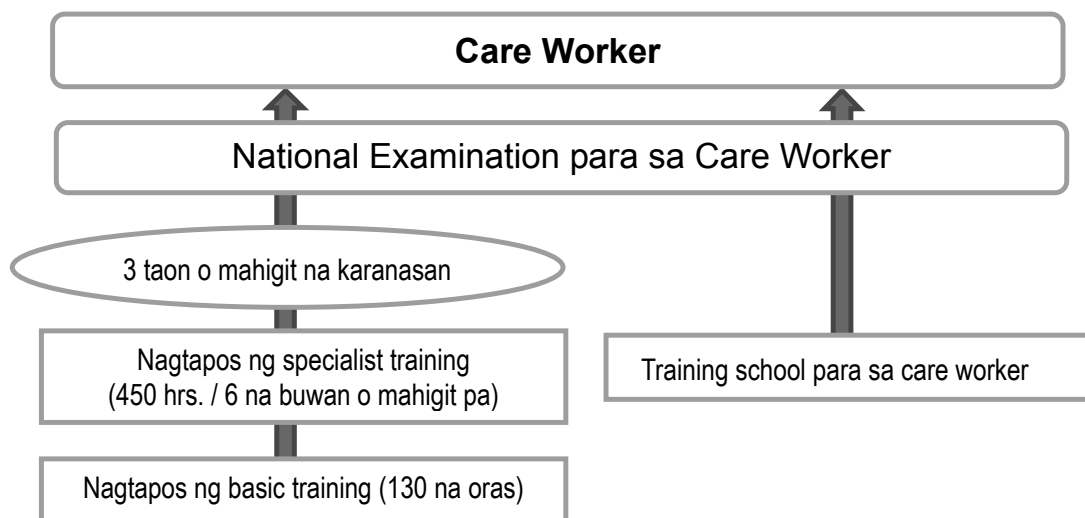 Care Worker
National Examination para sa Care Worker
3 taon o mahigit na karanasan
Nagtapos ng specialist training
(450 hrs. / 6 na buwan o mahigit pa)
Training school para sa care worker
Nagtapos ng basic training (130 na oras)